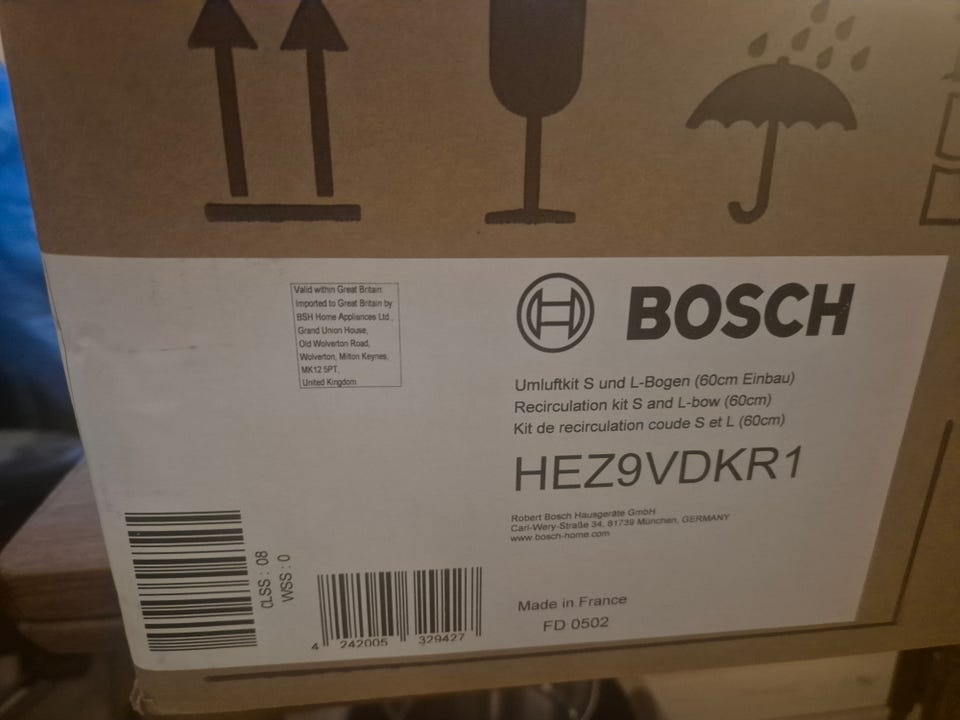 Valid within Great Britain:
Imported to Great Britain by
BSH Home Appliances Ltd.,
Grand Union House,
Old Wolverton Road,
Wolverton, Milton Keynes,
MK12 5PT,
United Kingdom
BOSCH
Umluftkit S und L-Bogen (60cm Einbau)
Recirculation kit S and L-bow (60cm)
Kit de recirculation coude S et L (60cm)
HEZ9VDKR1
Robert Bosch Hausgeräte GmbH
Carl-Wery-Straße 34, 81739 München, GERMANY
www.bosch-home.com
Made in France
FD 0502
αLSS : 08
WSS : 0
4 242005 329427